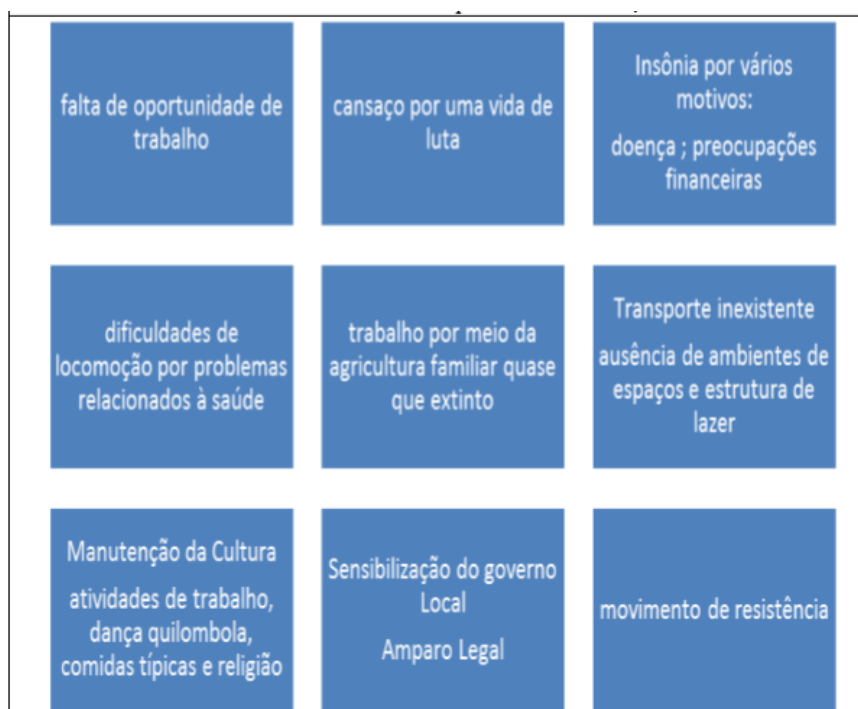 falta de oportunidade de
trabalho
cansaço por uma vida de
luta
Insônia por vários
motivos:
doença ; preocupações
financeiras
dificuldades de
locomoção por problemas
relacionados à saúde
trabalho por meio da
agricultura familiar quase
que extinto
Transporte inexistente
ausência de ambientes de
espaços e estrutura de
lazer
Manutenção da Cultura
atividades de trabalho,
dança quilombola,
comidas típicas e religião
Sensibilização do governo
Local
Amparo Legal
movimento de resistência